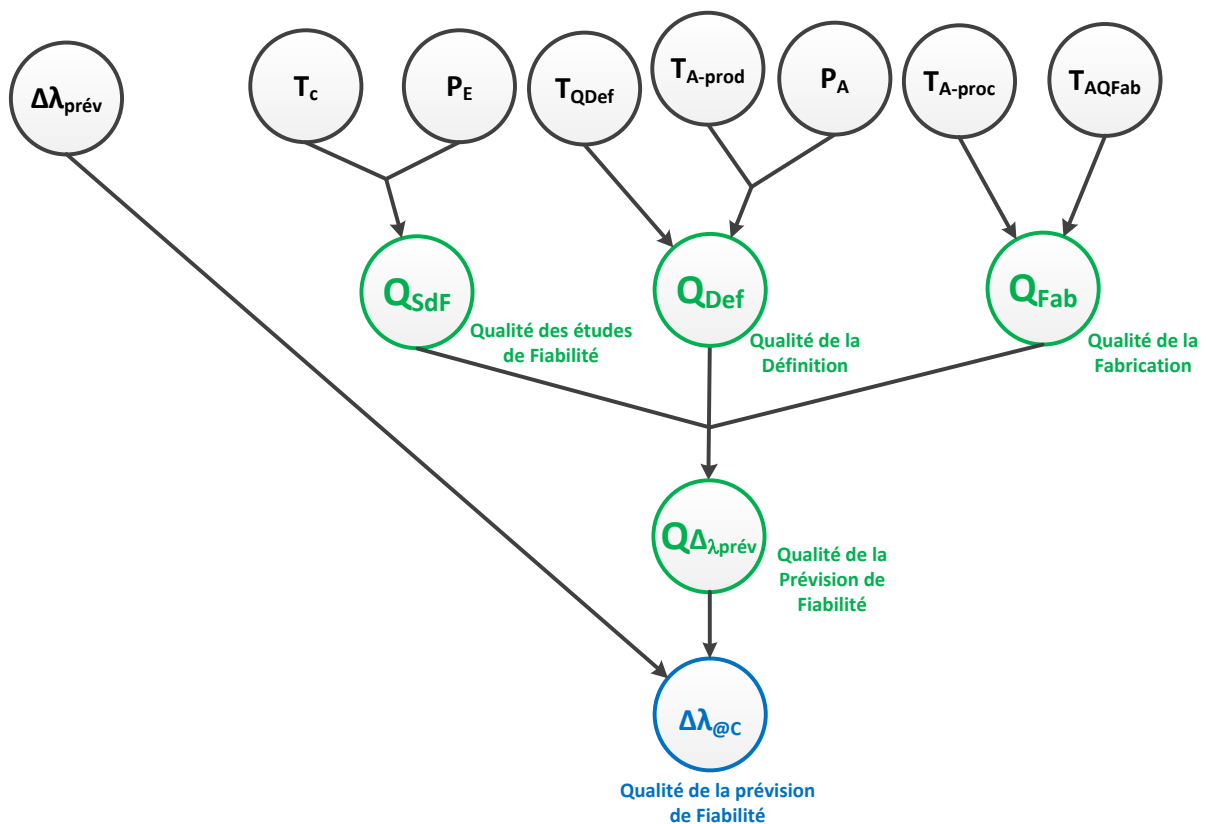 Δλprév
Tc
PE
TQDef
TA-prod
PA
TA-proc
TAQFab
QSdF
QDef
QFab
Qualité des études
de Fiabilité
Qualité de la
Définition
Qualité de la
Fabrication
QΔλprév
Qualité de la
Prévision de
Fiabilité
Δλ@C
Qualité de la prévision
de Fiabilité